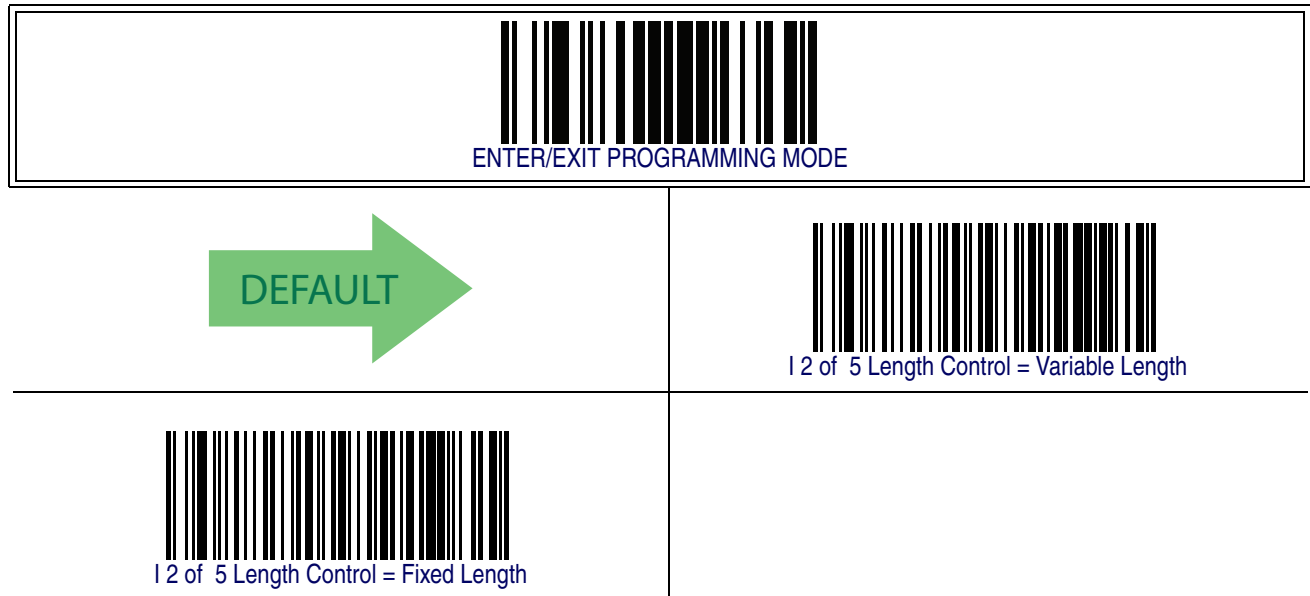 ENTER/EXIT PROGRAMMING MODE
DEFAULT
I 2 of  5 Length Control = Variable Length
I 2 of  5 Length Control = Fixed Length